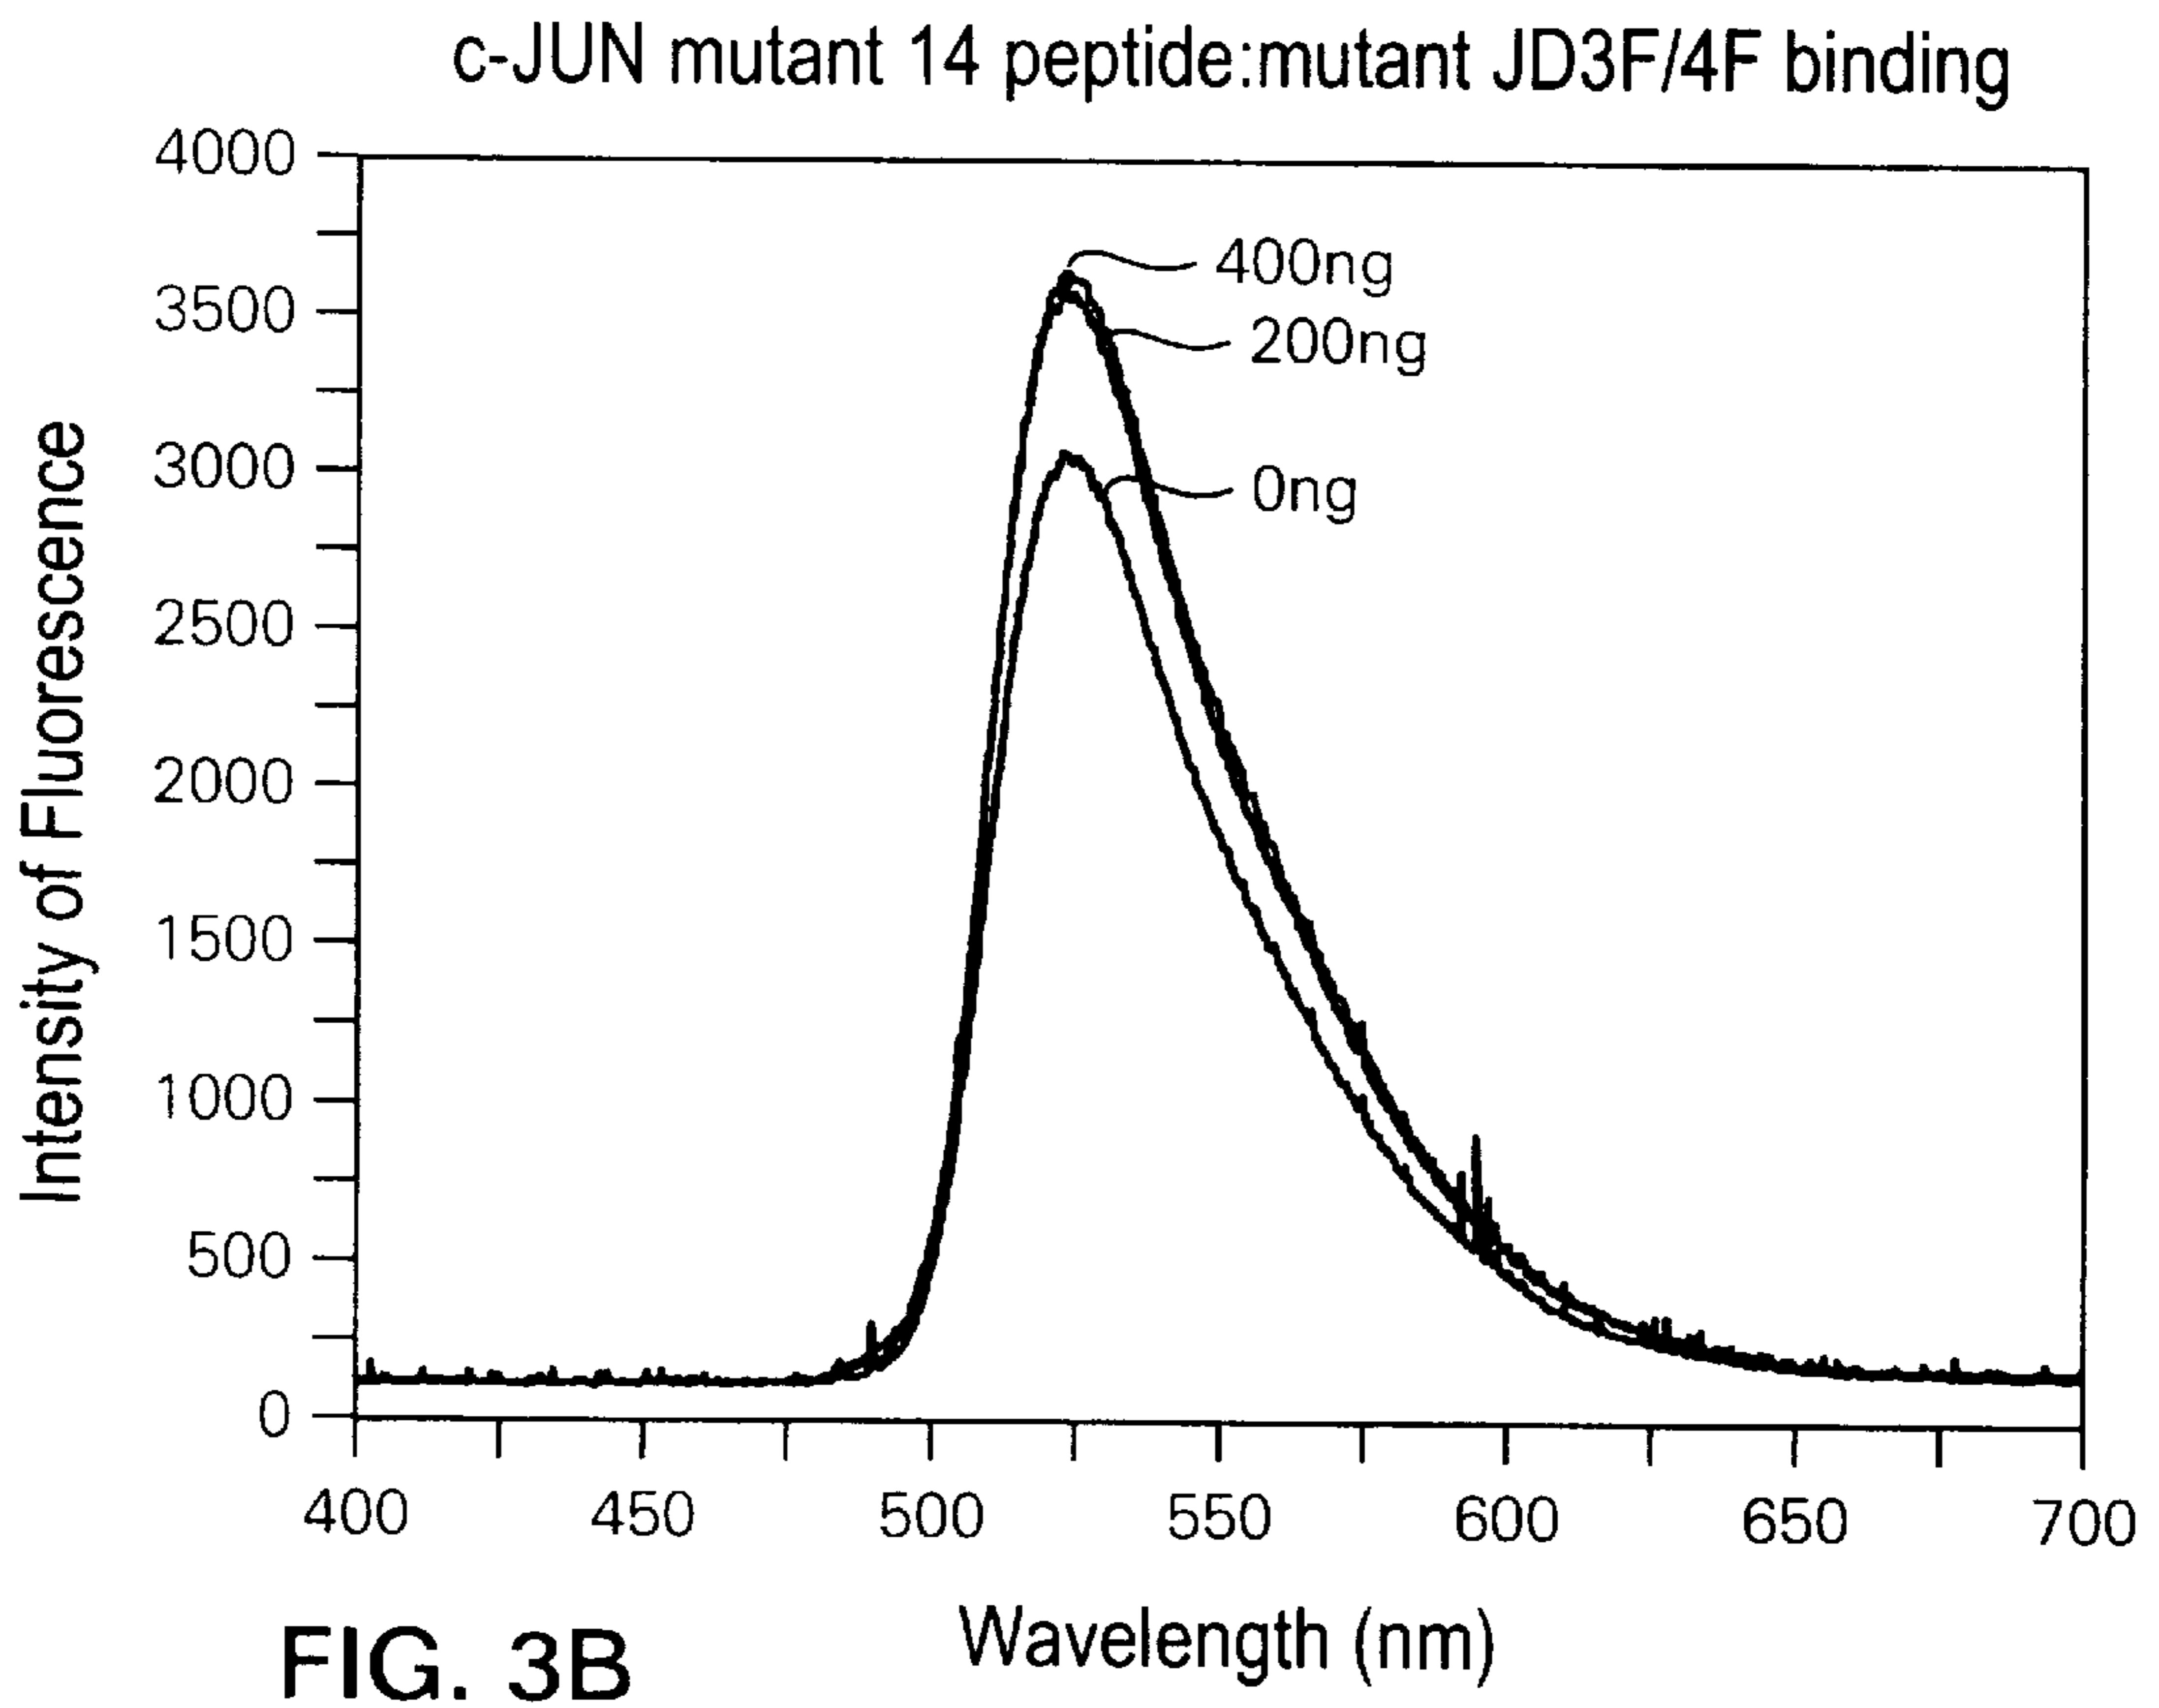 c-JUN mutant 14 peptide:mutant JD3F/4F binding
4000
3500
3000
2500
2000
1500
1000
500
0
Intensity of Fluorescence
400ng
200ng
0ng
400 450 500 550 600 650 700
Wavelength (nm)
FIG. 3B